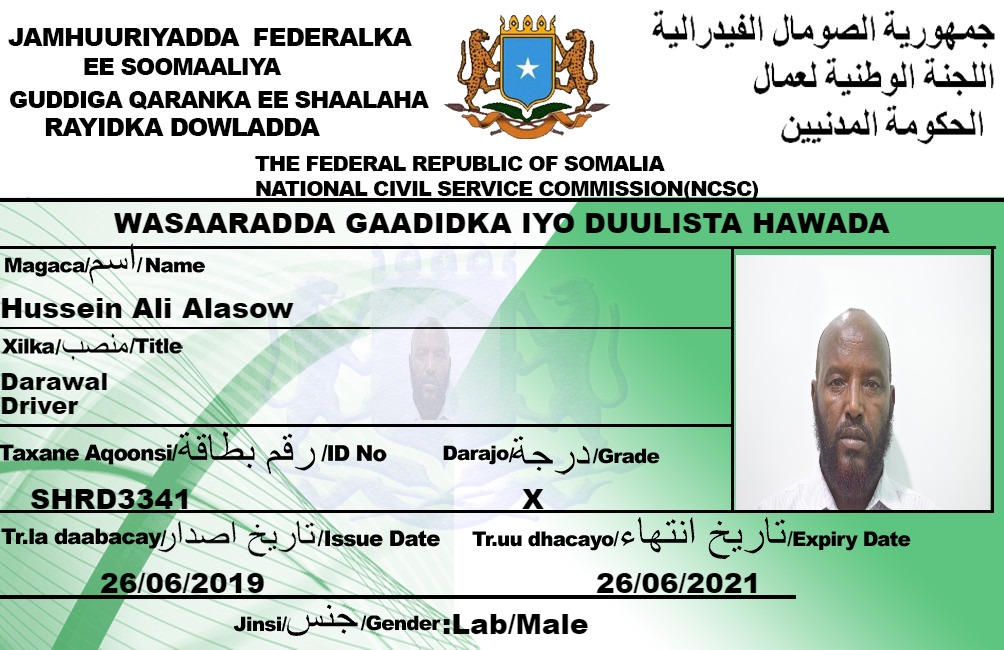 JAMHUURIYADDA FEDERALKA
EE SOOMAALIYA
GUDDIGA QARANKA EE SHAALAHA
RAYIDKA DOWLADDA
جمهورية الصومال الفيدرالية
اللجنة الوطنية لعمال
الحكومة المدنيين
THE FEDERAL REPUBLIC OF SOMALIA
NATIONAL CIVIL SERVICE COMMISSION(NCSC)
WASAARADDA GAADIDKA IYO DUULISTA HAWADA
Magaca/اسم/Name
Hussein Ali Alasow
Xilka/منصب/Title
Darawal
Driver
Taxane Aqoonsi/رقم بطاقة/ID No
Darajo/درجة/Grade
SHRD3341
X
Tr.la daabacay/تاريخ اصدار/Issue Date
Tr.uu dhacayo/تاريخ انتهاء/Expiry Date
26/06/2019
26/06/2021
Jinsi/جنس/Gender:Lab/Male